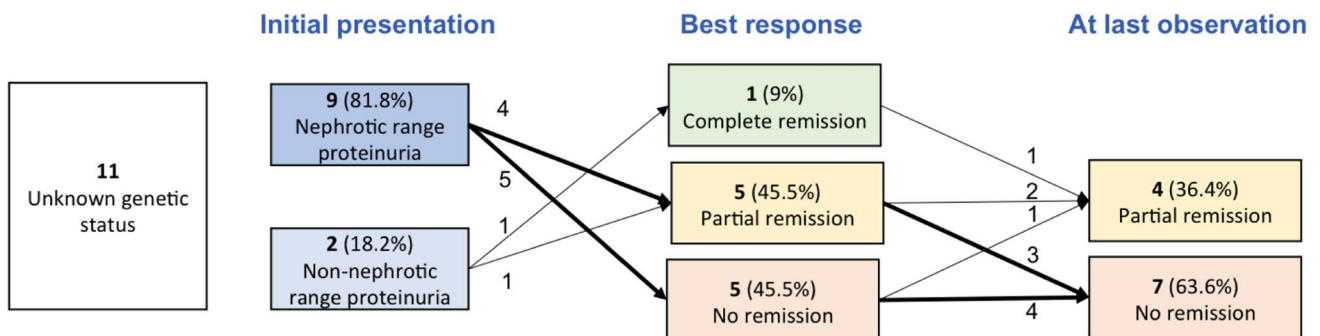 Initial presentation
Best response
At last observation
11
Unknown genetic
status
9 (81.8%)
Nephrotic range
proteinuria
2 (18.2%)
Non-nephrotic
range proteinuria
4
5
1
1
1 (9%)
Complete remission
5 (45.5%)
Partial remission
5 (45.5%)
No remission
1
2
1
3
4
4 (36.4%)
Partial remission
7 (63.6%)
No remission